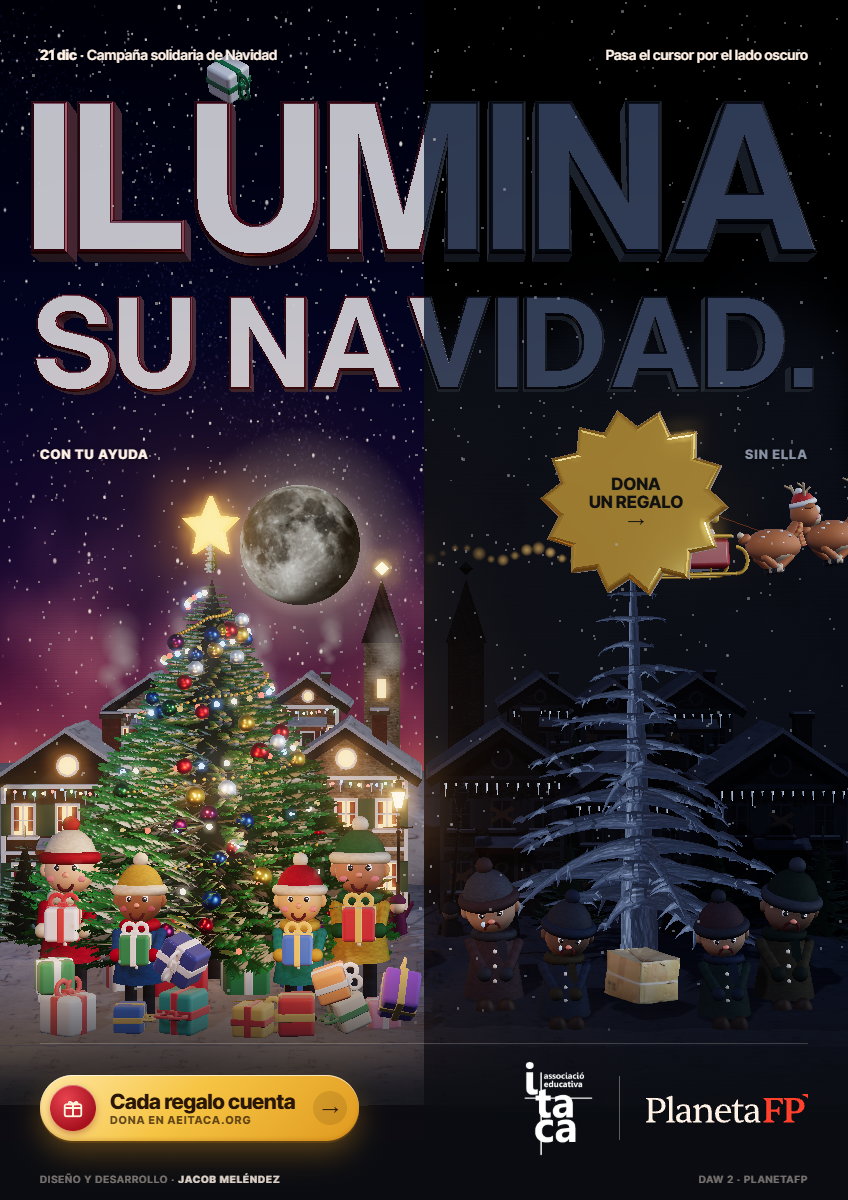 21 dic · Campaña solidaria de Navidad
Pasa el cursor por el lado oscuro
ILUMINA
SU NAVIDAD.
CON TU AYUDA
SIN ELLA
DONA
UN REGALO
→
Cada regalo cuenta
DONA EN AEITACA.ORG
→
associació
educativa
itaca
PlanetaFP
DISEÑO Y DESARROLLO · JACOB MELÉNDEZ
DAW 2 · PLANETAFP